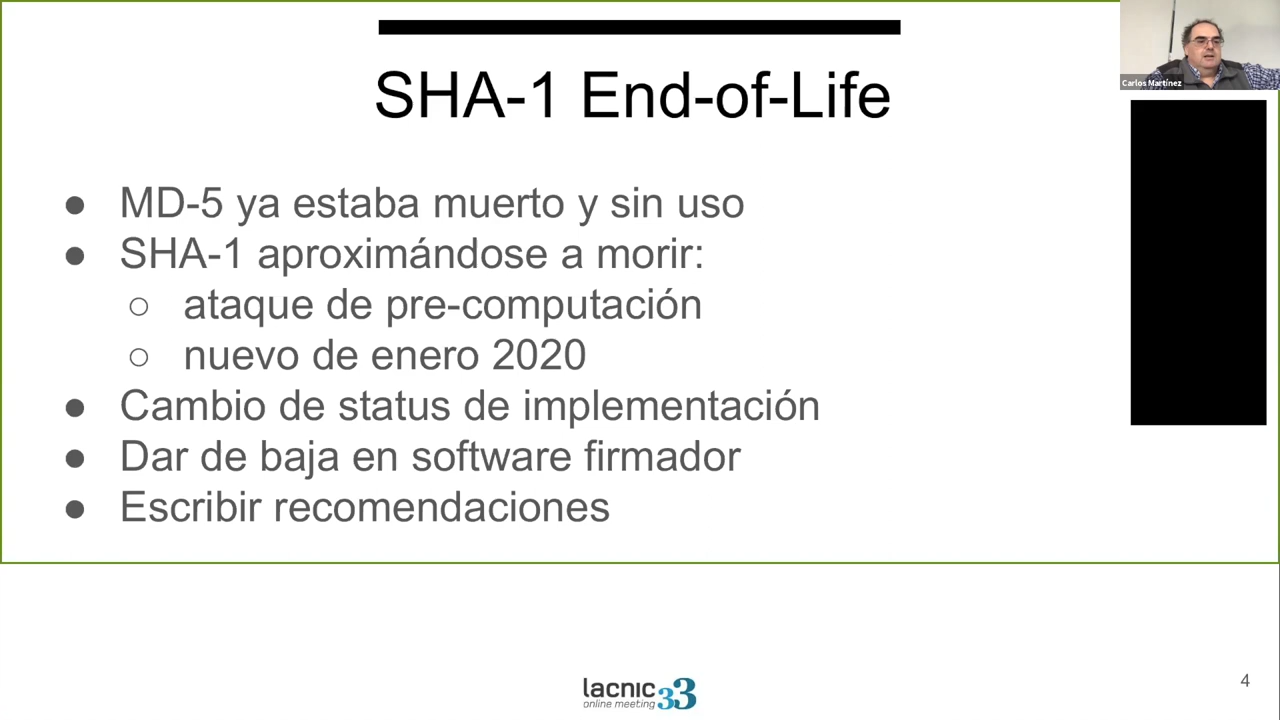 SHA-1 End-of-Life
Carlos Martínez
● MD-5 ya estaba muerto y sin uso
● SHA-1 aproximándose a morir:
○ ataque de pre-computación
○ nuevo de enero 2020
● Cambio de status de implementación
● Dar de baja en software firmador
● Escribir recomendaciones
lacnic 33
online meeting
4